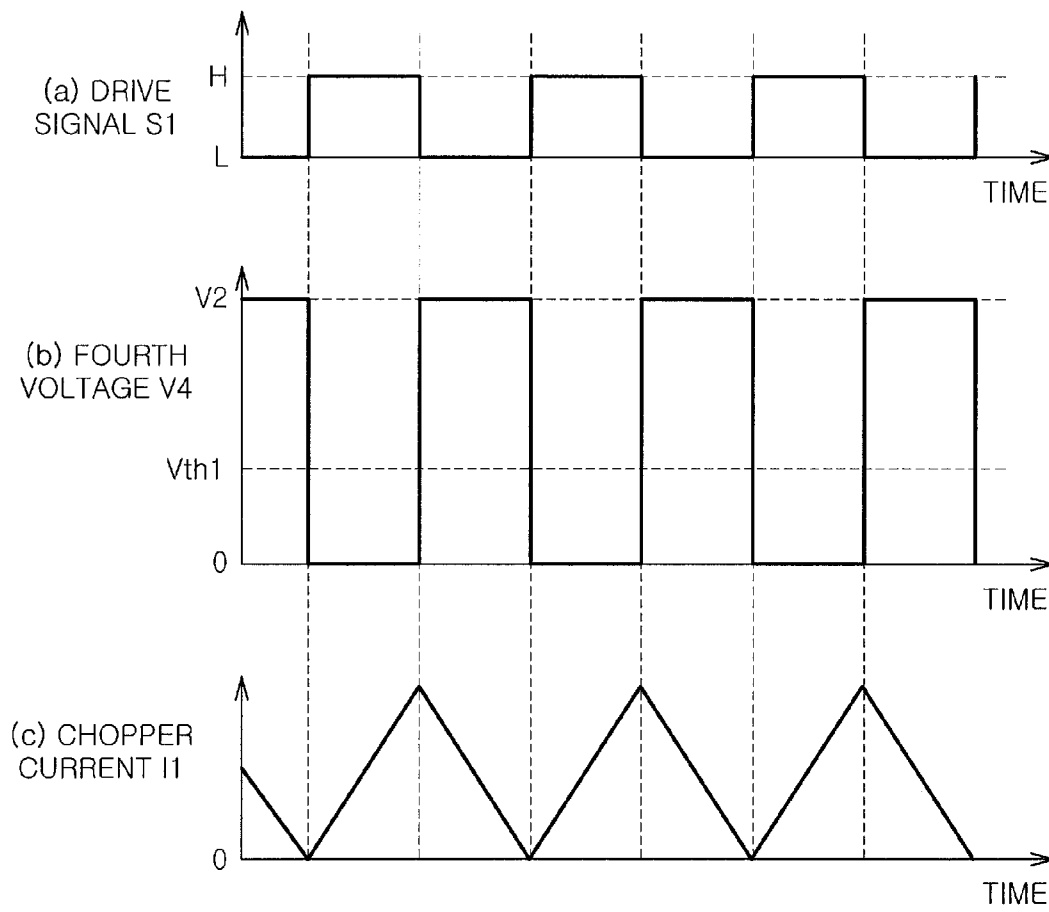 H
(a) DRIVE
SIGNAL S1
L
TIME
V2
(b) FOURTH
VOLTAGE V4
Vth1
0
TIME
(c) CHOPPER
CURRENT I1
0
TIME